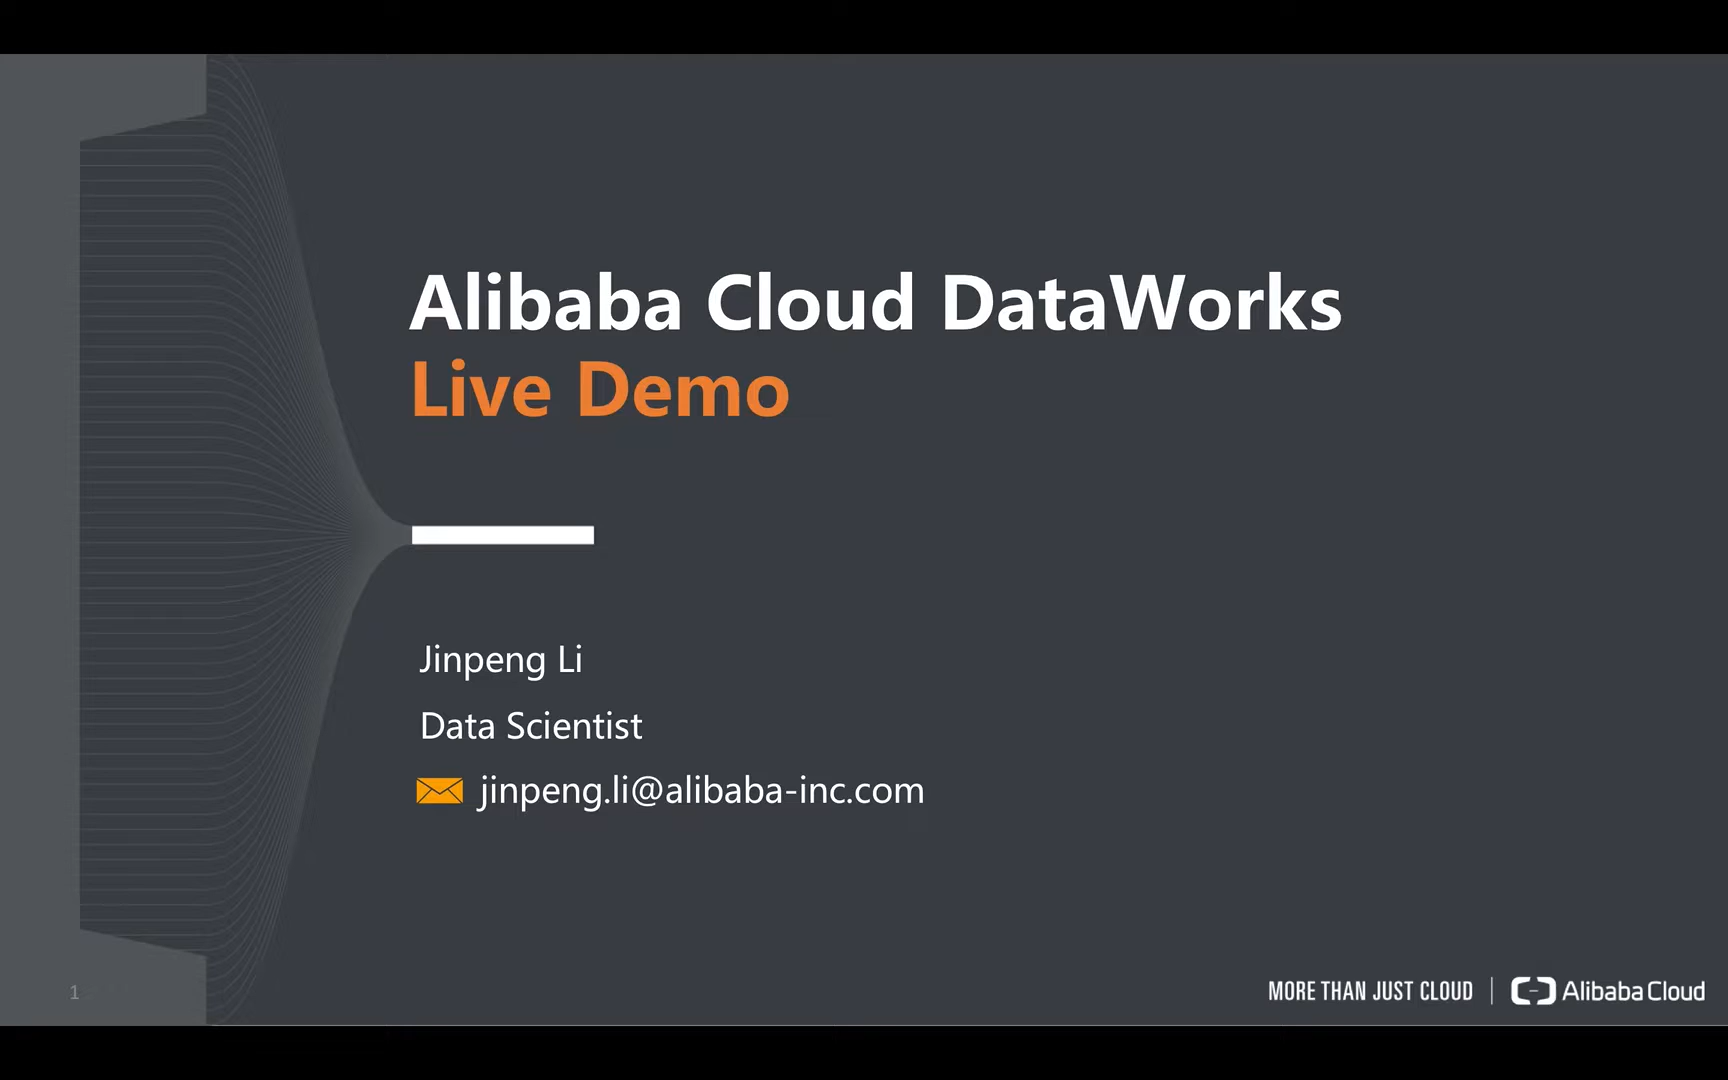 Alibaba Cloud DataWorks
Live Demo
Jinpeng Li
Data Scientist
jinpeng.li@alibaba-inc.com
1
MORE THAN JUST CLOUD | Alibaba Cloud